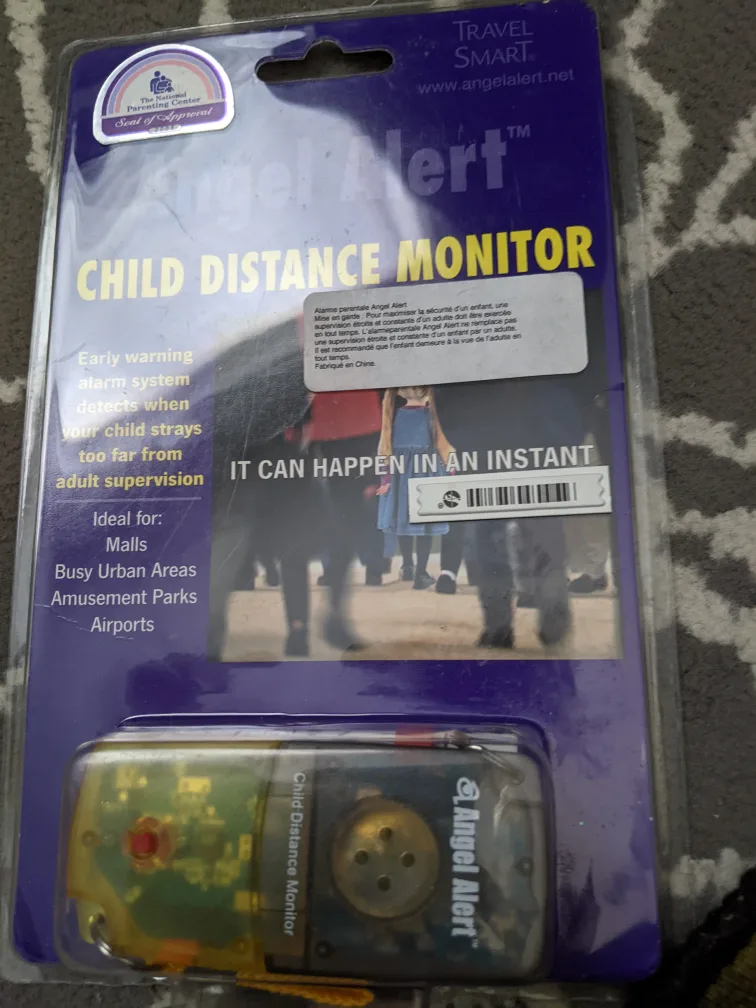 TRAVEL
SMART®
www.angelalert.net
The National
Parenting Center
Seal of Approval
Angel Alert™
CHILD DISTANCE MONITOR
Alarme parentale Angel Alert
Mise en garde : Pour maximiser la sécurité d'un enfant, une
supervision étroite et constante d'un adulte doit être exercée
en tout temps. L'alarmeparentale Angel Alert ne remplace pas
une supervision étroite et constante d'un enfant par un adulte.
Il est recommandé que l'enfant demeure à la vue de l'adulte en
tout temps.
Fabriqué en Chine.
Early warning
alarm system
detects when
your child strays
too far from
adult supervision
IT CAN HAPPEN IN AN INSTANT
Ideal for:
Malls
Busy Urban Areas
Amusement Parks
Airports
Child Distance Monitor
Angel Alert™